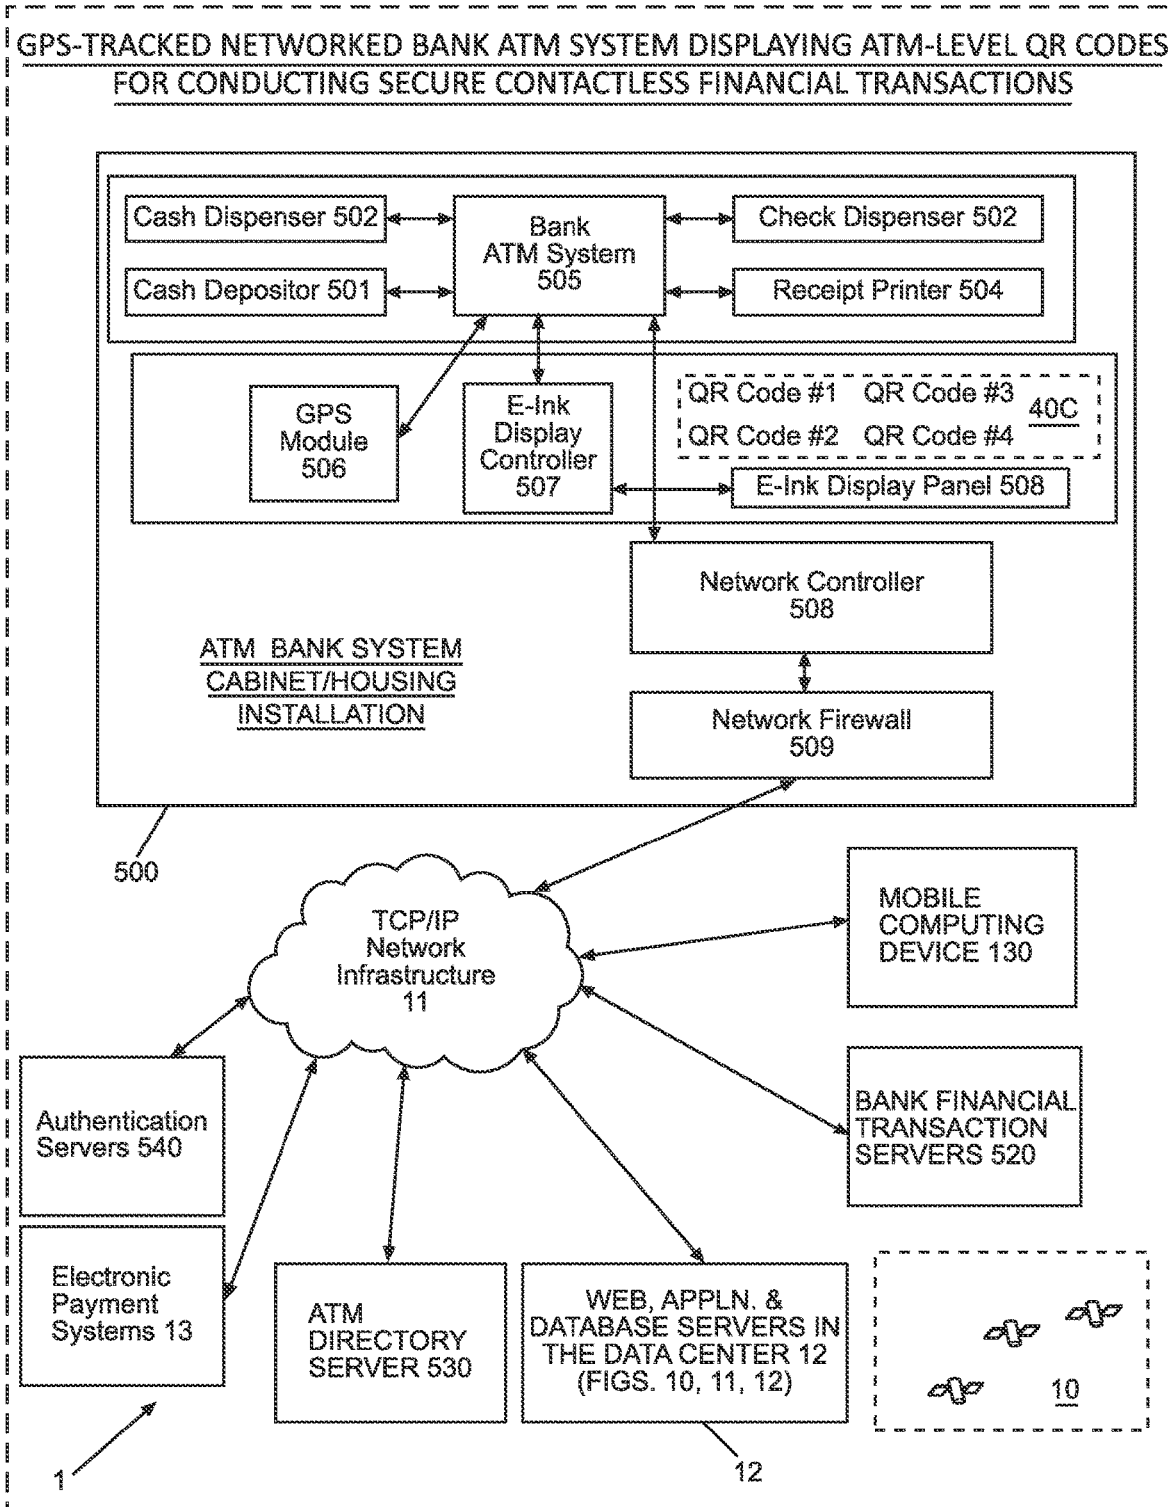 GPS-TRACKED NETWORKED BANK ATM SYSTEM DISPLAYING ATM-LEVEL QR CODES
FOR CONDUCTING SECURE CONTACTLESS FINANCIAL TRANSACTIONS
Cash Dispenser 502
Bank
ATM System
505
Check Dispenser 502
Cash Depositor 501
Receipt Printer 504
GPS
Module
506
E-Ink
Display
Controller
507
QR Code #1 QR Code #3
QR Code #2 QR Code #4
40C
E-Ink Display Panel 508
Network Controller
508
ATM BANK SYSTEM
CABINET/HOUSING
INSTALLATION
Network Firewall
509
500
TCP/IP
Network
Infrastructure
11
MOBILE
COMPUTING
DEVICE 130
Authentication
Servers 540
BANK FINANCIAL
TRANSACTION
SERVERS 520
Electronic
Payment
Systems 13
ATM
DIRECTORY
SERVER 530
WEB, APPLN. &
DATABASE SERVERS IN
THE DATA CENTER 12
(FIGS. 10, 11, 12)
10
1
12